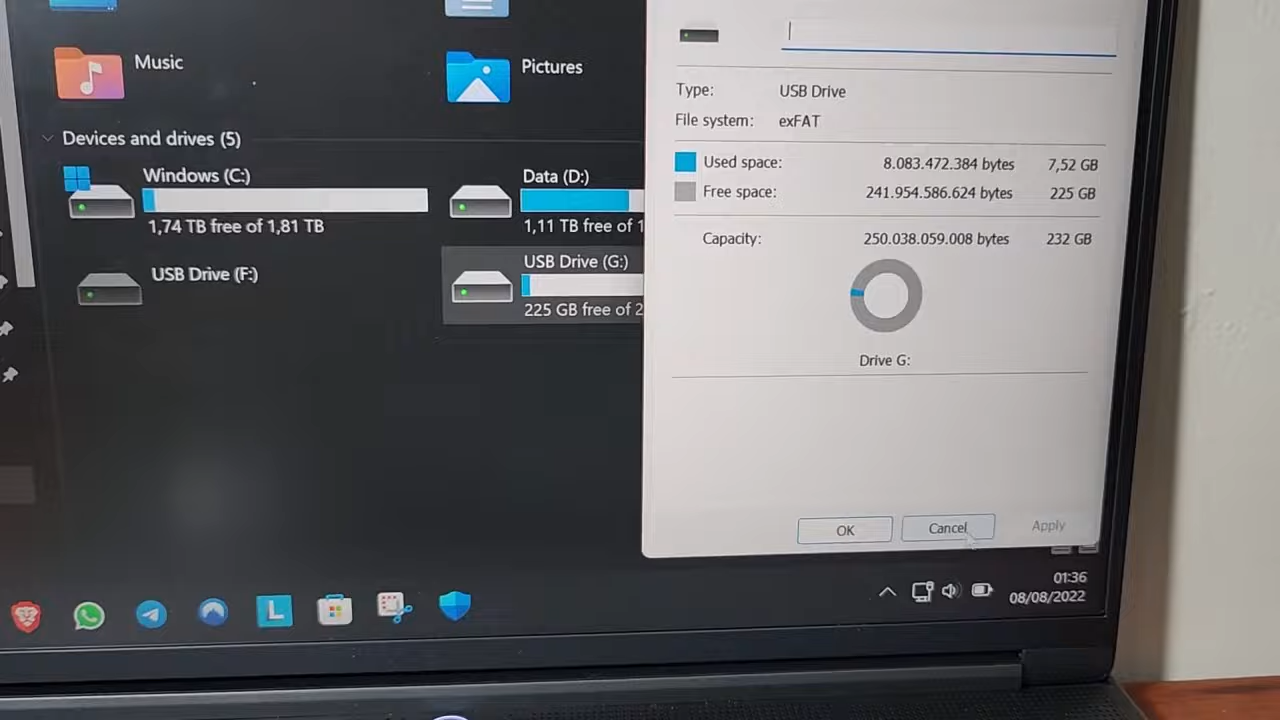 Music
Pictures
Devices and drives (5)
Windows (C:)
1,74 TB free of 1,81 TB
Data (D:)
1,11 TB free of 1
USB Drive (F:)
USB Drive (G:)
225 GB free of 2
Type: USB Drive
File system: exFAT
Used space: 8.083.472.384 bytes 7,52 GB
Free space: 241.954.586.624 bytes 225 GB
Capacity: 250.038.059.008 bytes 232 GB
Drive G:
OK Cancel Apply
L
01:36
08/08/2022